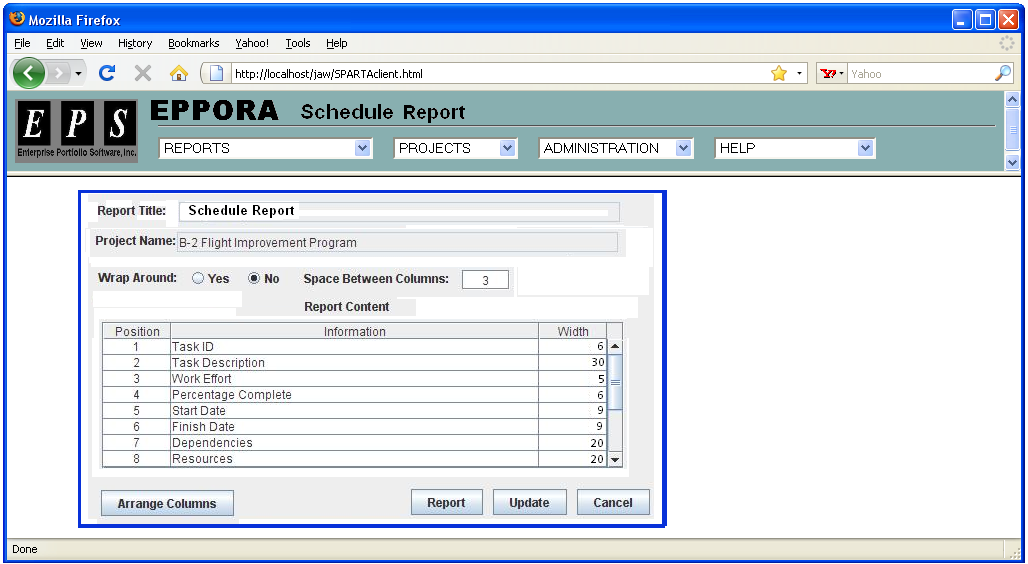 Mozilla Firefox
File Edit View History Bookmarks Yahoo! Tools Help
http://localhost/jaw/SPARTAclient.html Y! Yahoo
EPS EPPORA Schedule Report
Enterprise Portfolio Software, Inc. REPORTS PROJECTS ADMINISTRATION HELP
Report Title: Schedule Report
Project Name: B-2 Flight Improvement Program
Wrap Around: Yes No Space Between Columns: 3
Report Content
Position Information Width
1 Task ID 6
2 Task Description 30
3 Work Effort 5
4 Percentage Complete 6
5 Start Date 9
6 Finish Date 9
7 Dependencies 20
8 Resources 20
Arrange Columns Report Update Cancel
Done